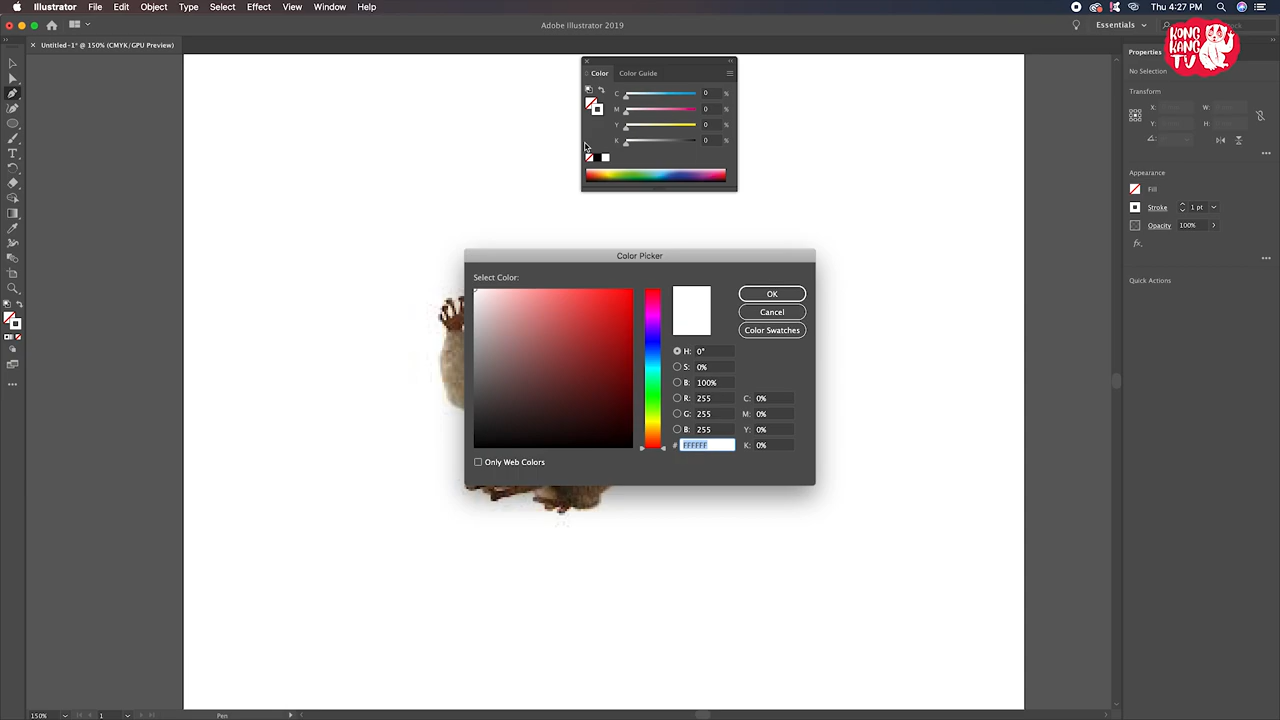 Illustrator File Edit Object Type Select Effect View Window Help
Thu 4:27 PM
Adobe Illustrator 2019
Essentials
KONG
KANG
TV
Untitled-1* @ 150% (CMYK/GPU Preview)
Color Color Guide
C 0 %
M 0 %
Y 0 %
K 0 %
Properties
No Selection
Transform
X: W:
Y: H:
Appearance
Fill
Stroke 1 pt
Opacity 100%
fx.
Quick Actions
Color Picker
Select Color:
OK
Cancel
Color Swatches
H: 0°
S: 0%
B: 100%
R: 255 C: 0%
G: 255 M: 0%
B: 255 Y: 0%
# FFFFFF K: 0%
Only Web Colors
150% 1 Pen